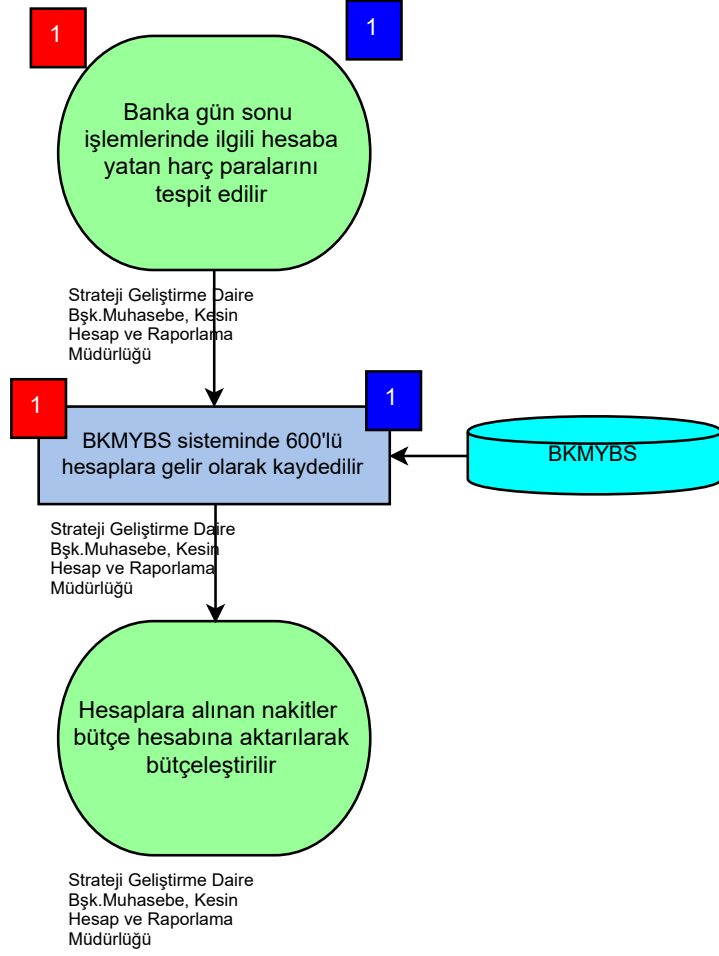 1
1
Banka gün sonu
işlemlerinde ilgili hesaba
yatan harç paralarını
tespit edilir
Strateji Geliştirme Daire
Bşk.Muhasebe, Kesin
Hesap ve Raporlama
Müdürlüğü
1
1
BKMYBS sisteminde 600'lü
hesaplara gelir olarak kaydedilir
BKMYBS
Strateji Geliştirme Daire
Bşk.Muhasebe, Kesin
Hesap ve Raporlama
Müdürlüğü
Hesaplara alınan nakitler
bütçe hesabına aktarılarak
bütçeleştirilir
Strateji Geliştirme Daire
Bşk.Muhasebe, Kesin
Hesap ve Raporlama
Müdürlüğü